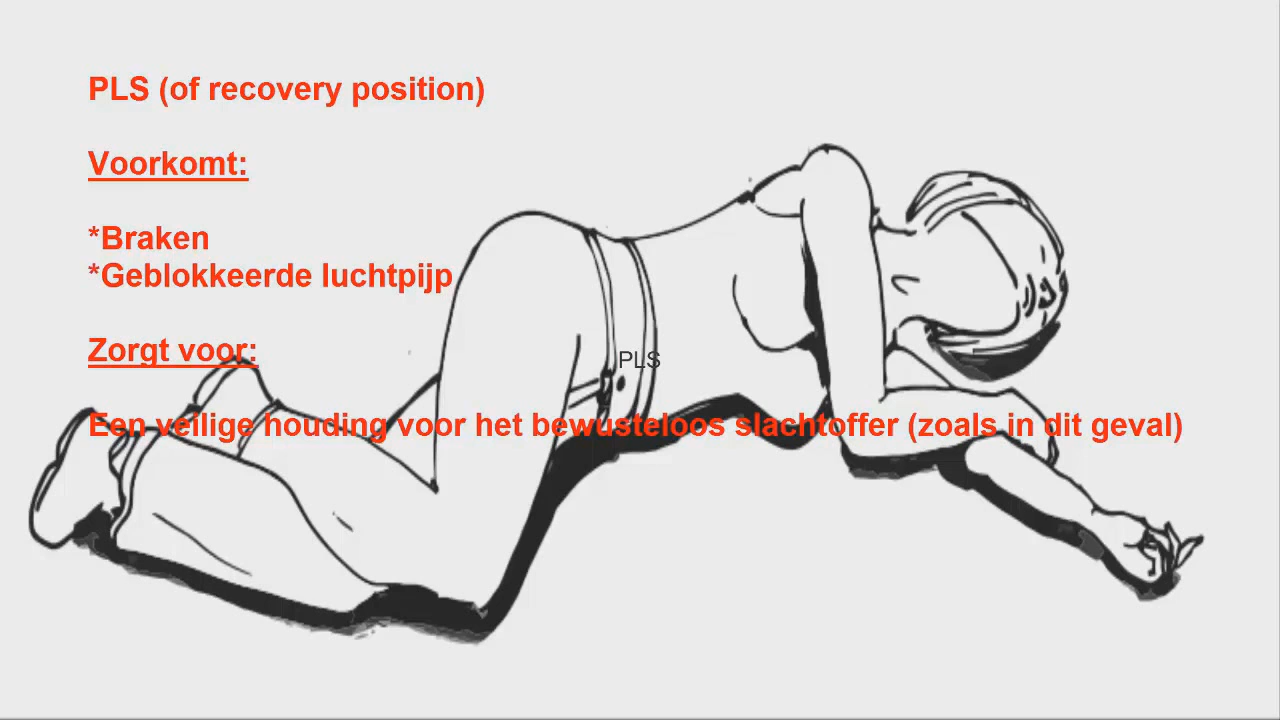 PLS (of recovery position)
Voorkomt:
*Braken
*Geblokkeerde luchtpijp
Zorgt voor:
PLS
Een veilige houding voor het bewusteloos slachtoffer (zoals in dit geval)